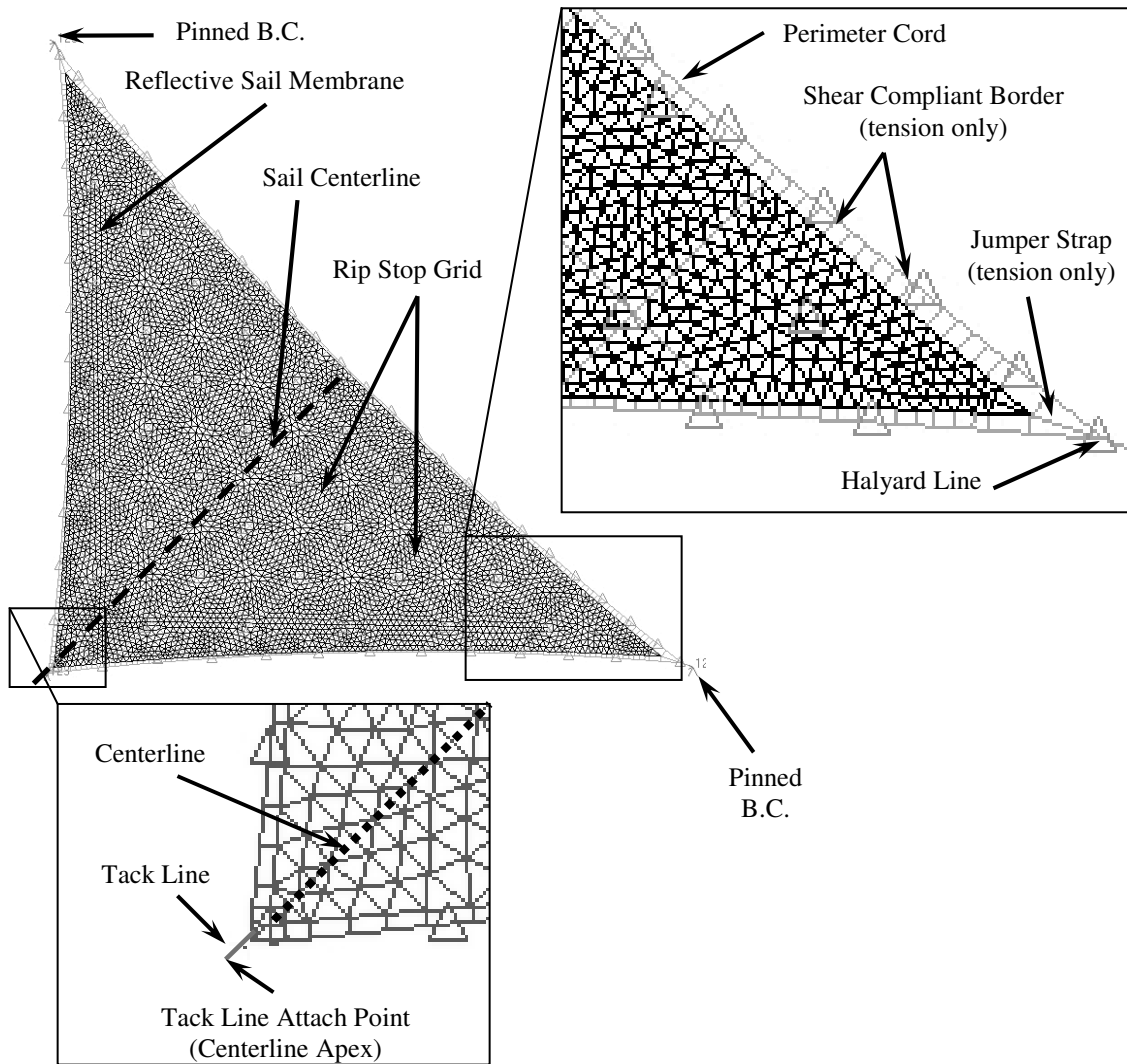 Pinned B.C.
Reflective Sail Membrane
Sail Centerline
Rip Stop Grid
Perimeter Cord
Shear Compliant Border
(tension only)
Jumper Strap
(tension only)
Halyard Line
Pinned
B.C.
Centerline
Tack Line
Tack Line Attach Point
(Centerline Apex)